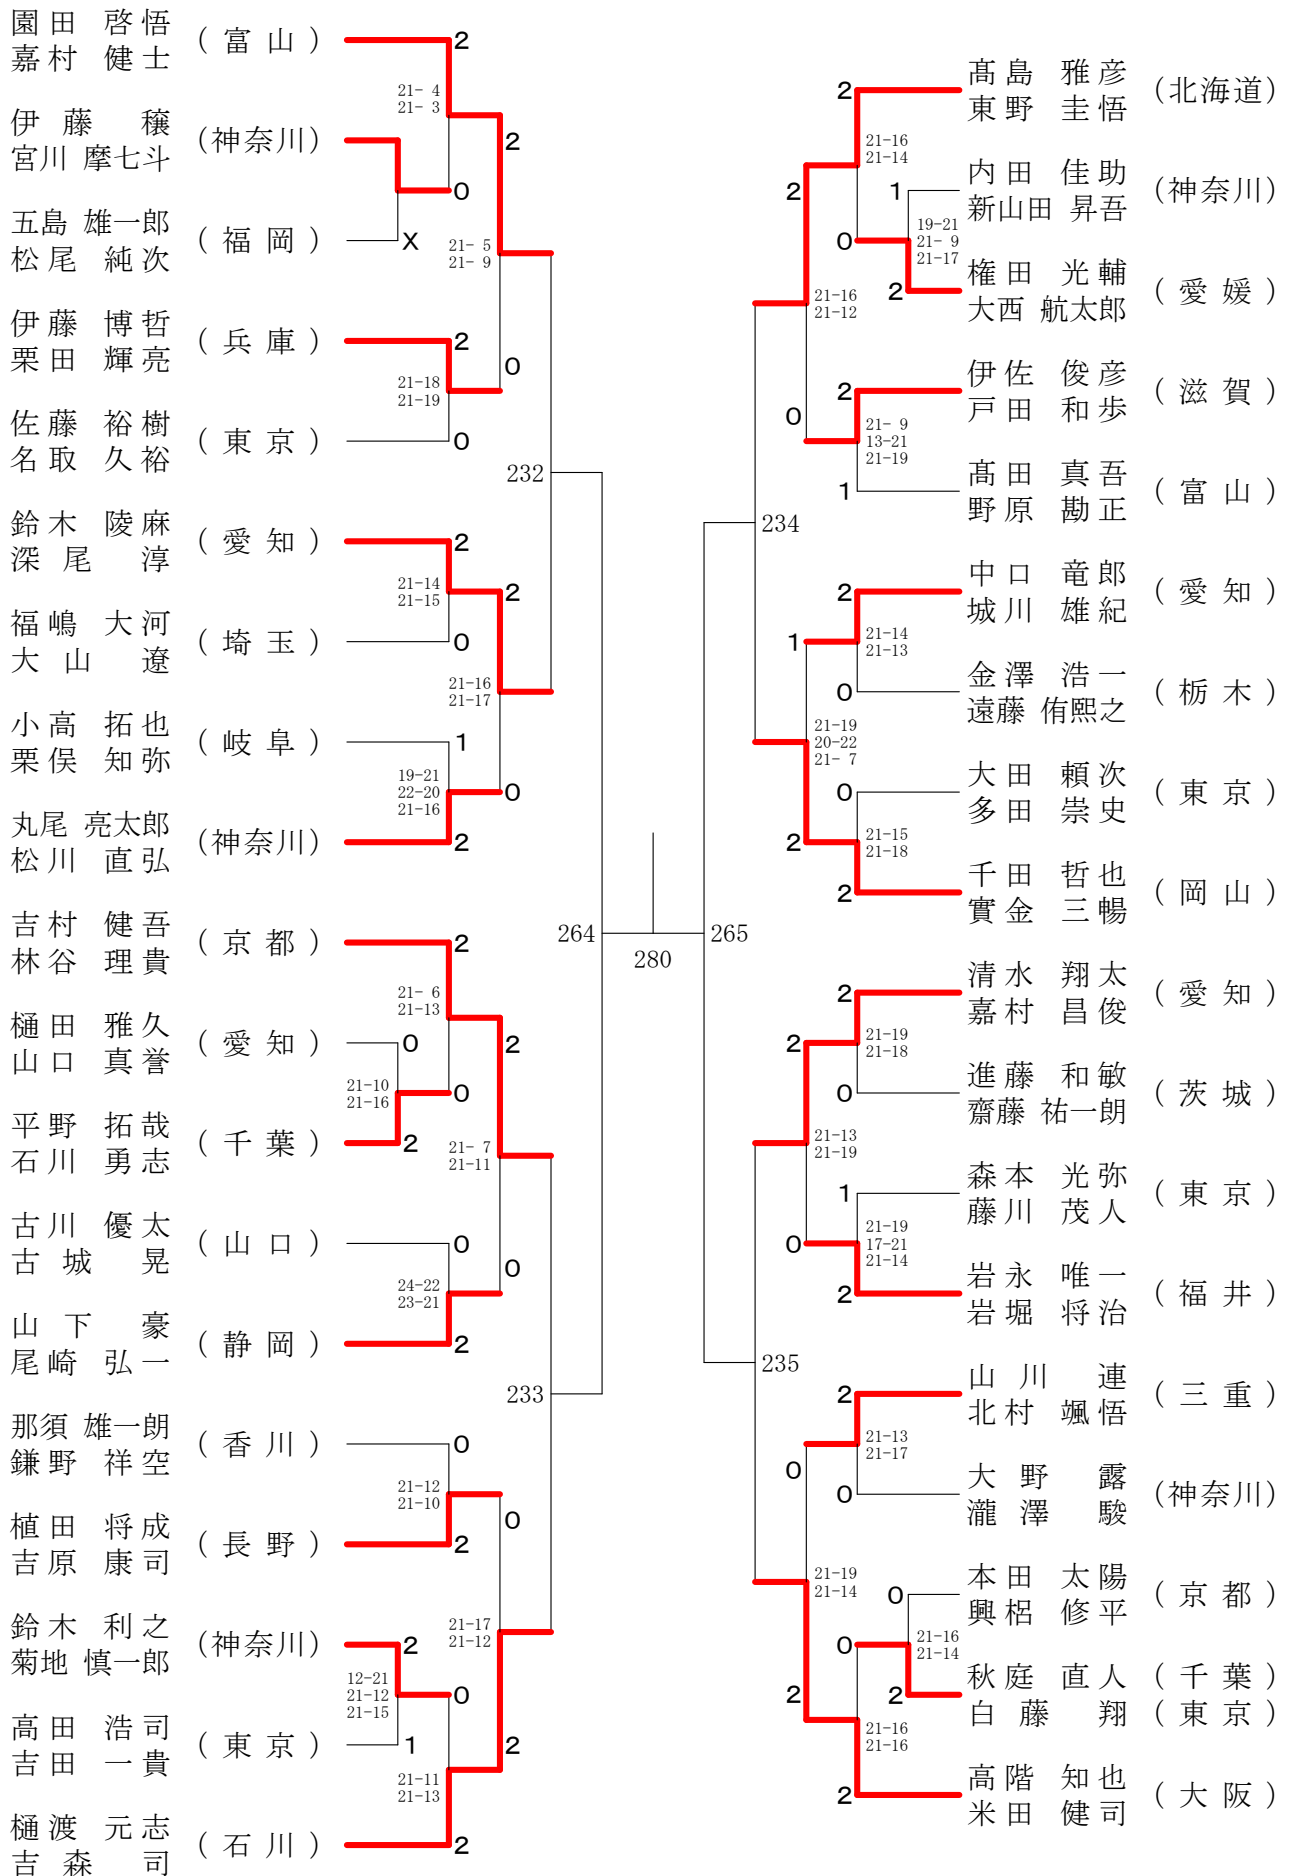 園田 啓悟
嘉村 健士
(富山)
2
21- 4
21- 3
伊藤 穣
宮川 摩七斗
(神奈川)
0
2
五島 雄一郎
松尾 純次
(福岡)
X
21- 5
21- 9
伊藤 博哲
栗田 輝亮
(兵庫)
2
21-18
21-19
0
佐藤 裕樹
名取 久裕
(東京)
0
232
鈴木 陵麻
深尾 淳
(愛知)
2
21-14
21-15
2
福嶋 大河
大山 遼
(埼玉)
0
21-16
21-17
小高 拓也
栗俣 知弥
(岐阜)
1
19-21
22-20
21-16
0
丸尾 亮太郎
松川 直弘
(神奈川)
2
吉村 健吾
林谷 理貴
(京都)
2
21- 6
21-13
樋田 雅久
山口 真誉
(愛知)
0
2
21-10
21-16
0
平野 拓哉
石川 勇志
(千葉)
2
21- 7
21-11
古川 優太
古城 晃
(山口)
0
24-22
23-21
0
山下 豪
尾崎 弘一
(静岡)
2
233
那須 雄一朗
鎌野 祥空
(香川)
0
21-12
21-10
0
植田 将成
吉原 康司
(長野)
2
鈴木 利之
菊地 慎一郎
(神奈川)
2
21-17
21-12
12-21
21-12
21-15
0
高田 浩司
吉田 一貴
(東京)
1
2
21-11
21-13
樋渡 元志
吉森 司
(石川)
2
264
280
265
2
髙島 雅彦
東野 圭悟
(北海道)
21-16
21-14
2
1
内田 佳助
新山田 昇吾
(神奈川)
19-21
21- 9
21-17
0
2
権田 光輔
大西 航太郎
(愛媛)
21-16
21-12
2
伊佐 俊彦
戸田 和歩
(滋賀)
0
21- 9
13-21
21-19
1
髙田 真吾
野原 勘正
(富山)
234
2
中口 竜郎
城川 雄紀
(愛知)
1
21-14
21-13
0
金澤 浩一
遠藤 侑熙之
(栃木)
21-19
20-22
21- 7
0
大田 頼次
多田 崇史
(東京)
2
21-15
21-18
2
千田 哲也
實金 三暢
(岡山)
2
清水 翔太
嘉村 昌俊
(愛知)
2
21-19
21-18
0
進藤 和敏
齋藤 祐一朗
(茨城)
21-13
21-19
1
森本 光弥
藤川 茂人
(東京)
0
21-19
17-21
21-14
2
岩永 唯一
岩堀 将治
(福井)
235
2
山川 連
北村 颯悟
(三重)
0
21-13
21-17
0
大野 露
瀧澤 駿
(神奈川)
21-19
21-14
0
本田 太陽
興梠 修平
(京都)
0
21-16
21-14
2
秋庭 直人 (千葉)
白藤 翔 (東京)
2
21-16
21-16
2
高階 知也
米田 健司
(大阪)